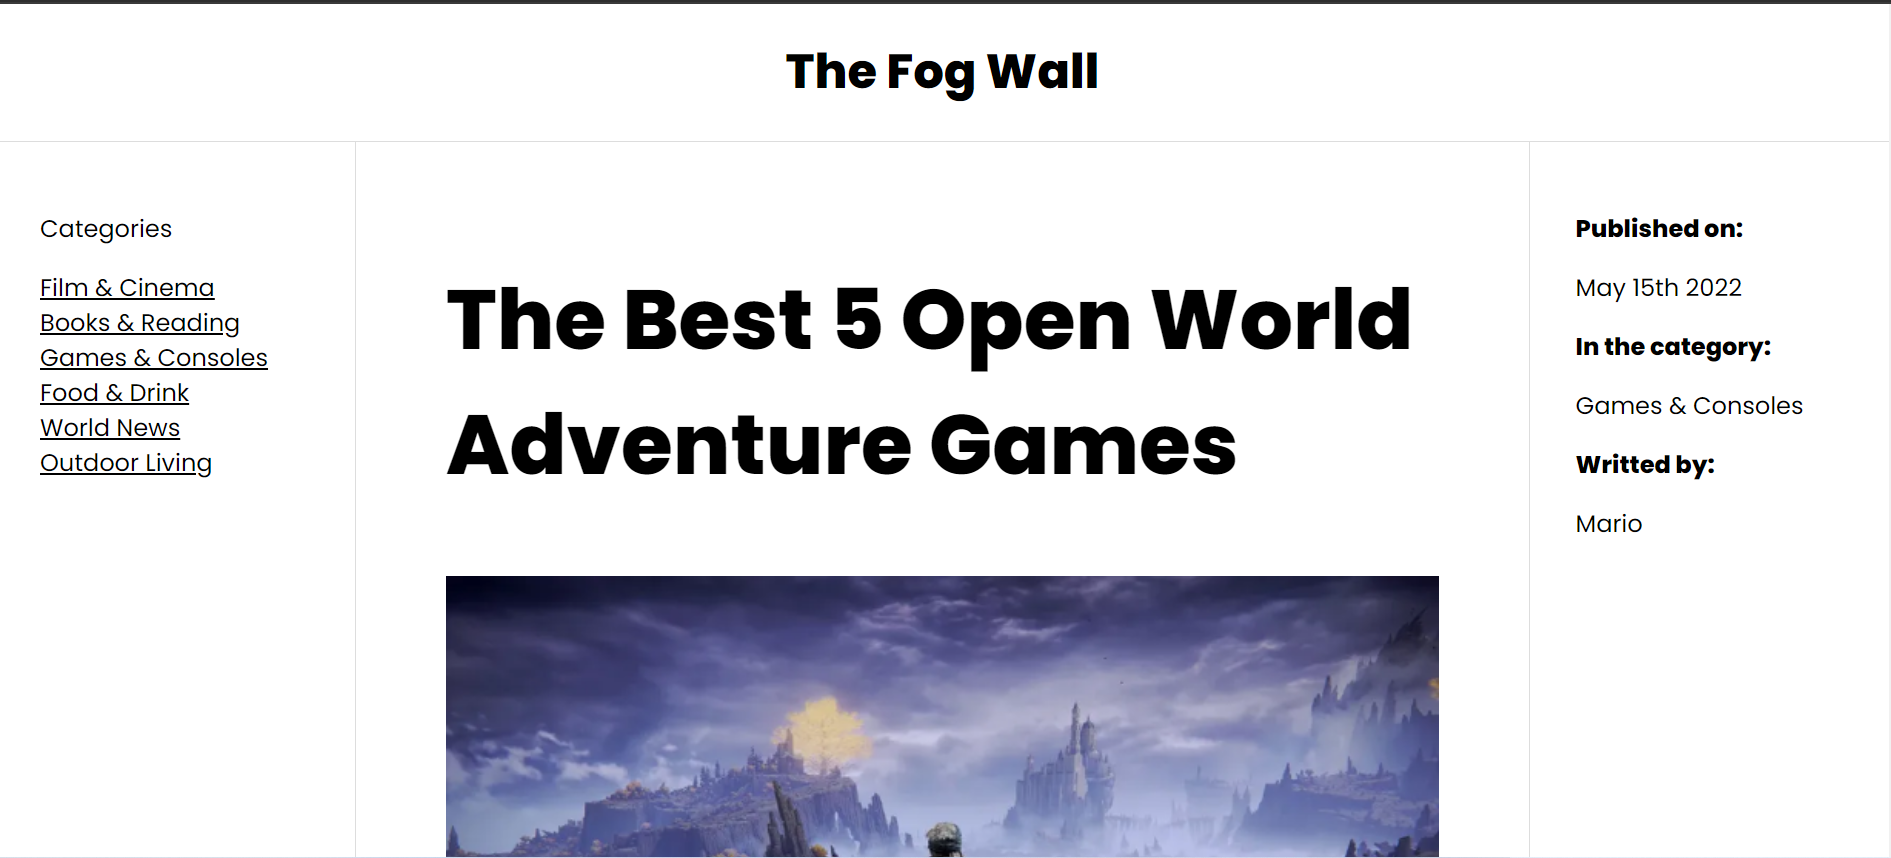 The Fog Wall
Categories
Film & Cinema
Books & Reading
Games & Consoles
Food & Drink
World News
Outdoor Living
The Best 5 Open World
Adventure Games
Published on:
May 15th 2022
In the category:
Games & Consoles
Writted by:
Mario